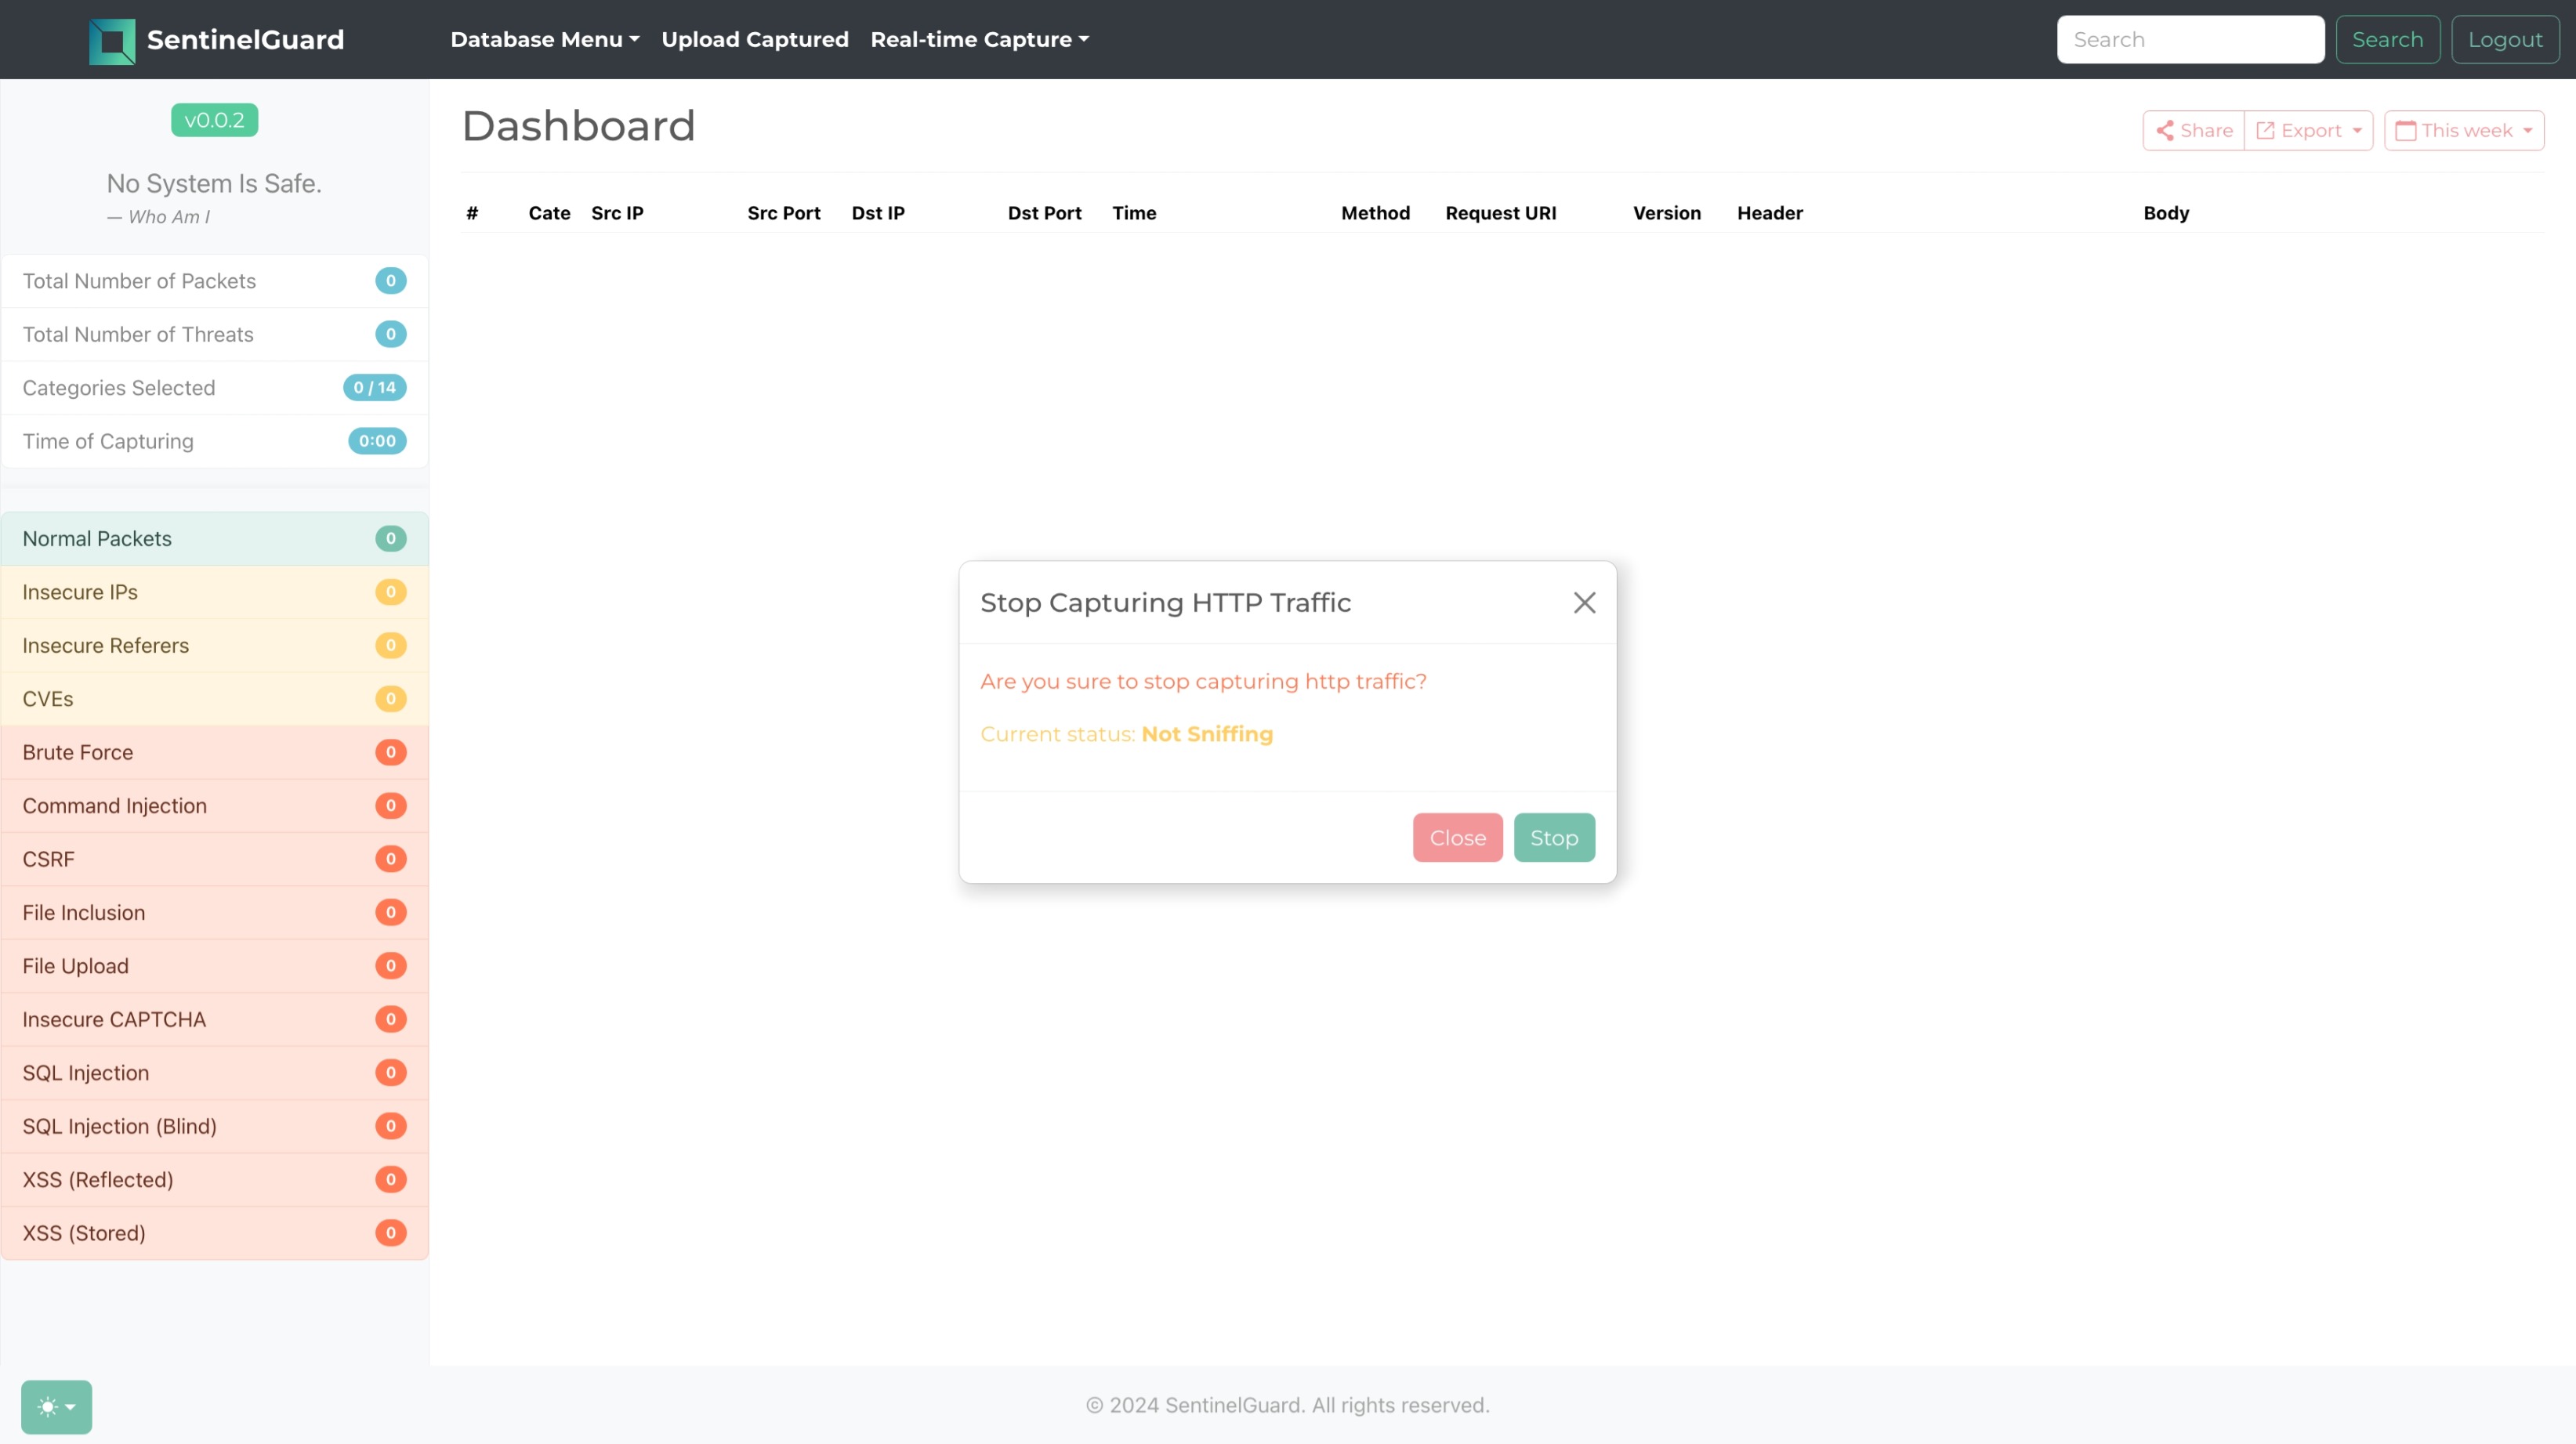 SentinelGuard
Database Menu Upload Captured Real-time Capture
Search Search Logout
v0.0.2
No System Is Safe.
— Who Am I
Total Number of Packets 0
Total Number of Threats 0
Categories Selected 0 / 14
Time of Capturing 0:00
Normal Packets 0
Insecure IPs 0
Insecure Referers 0
CVEs 0
Brute Force 0
Command Injection 0
CSRF 0
File Inclusion 0
File Upload 0
Insecure CAPTCHA 0
SQL Injection 0
SQL Injection (Blind) 0
XSS (Reflected) 0
XSS (Stored) 0
Dashboard
Share Export This week
# Cate Src IP Src Port Dst IP Dst Port Time Method Request URI Version Header Body
Stop Capturing HTTP Traffic
Are you sure to stop capturing http traffic?
Current status: Not Sniffing
Close Stop
© 2024 SentinelGuard. All rights reserved.